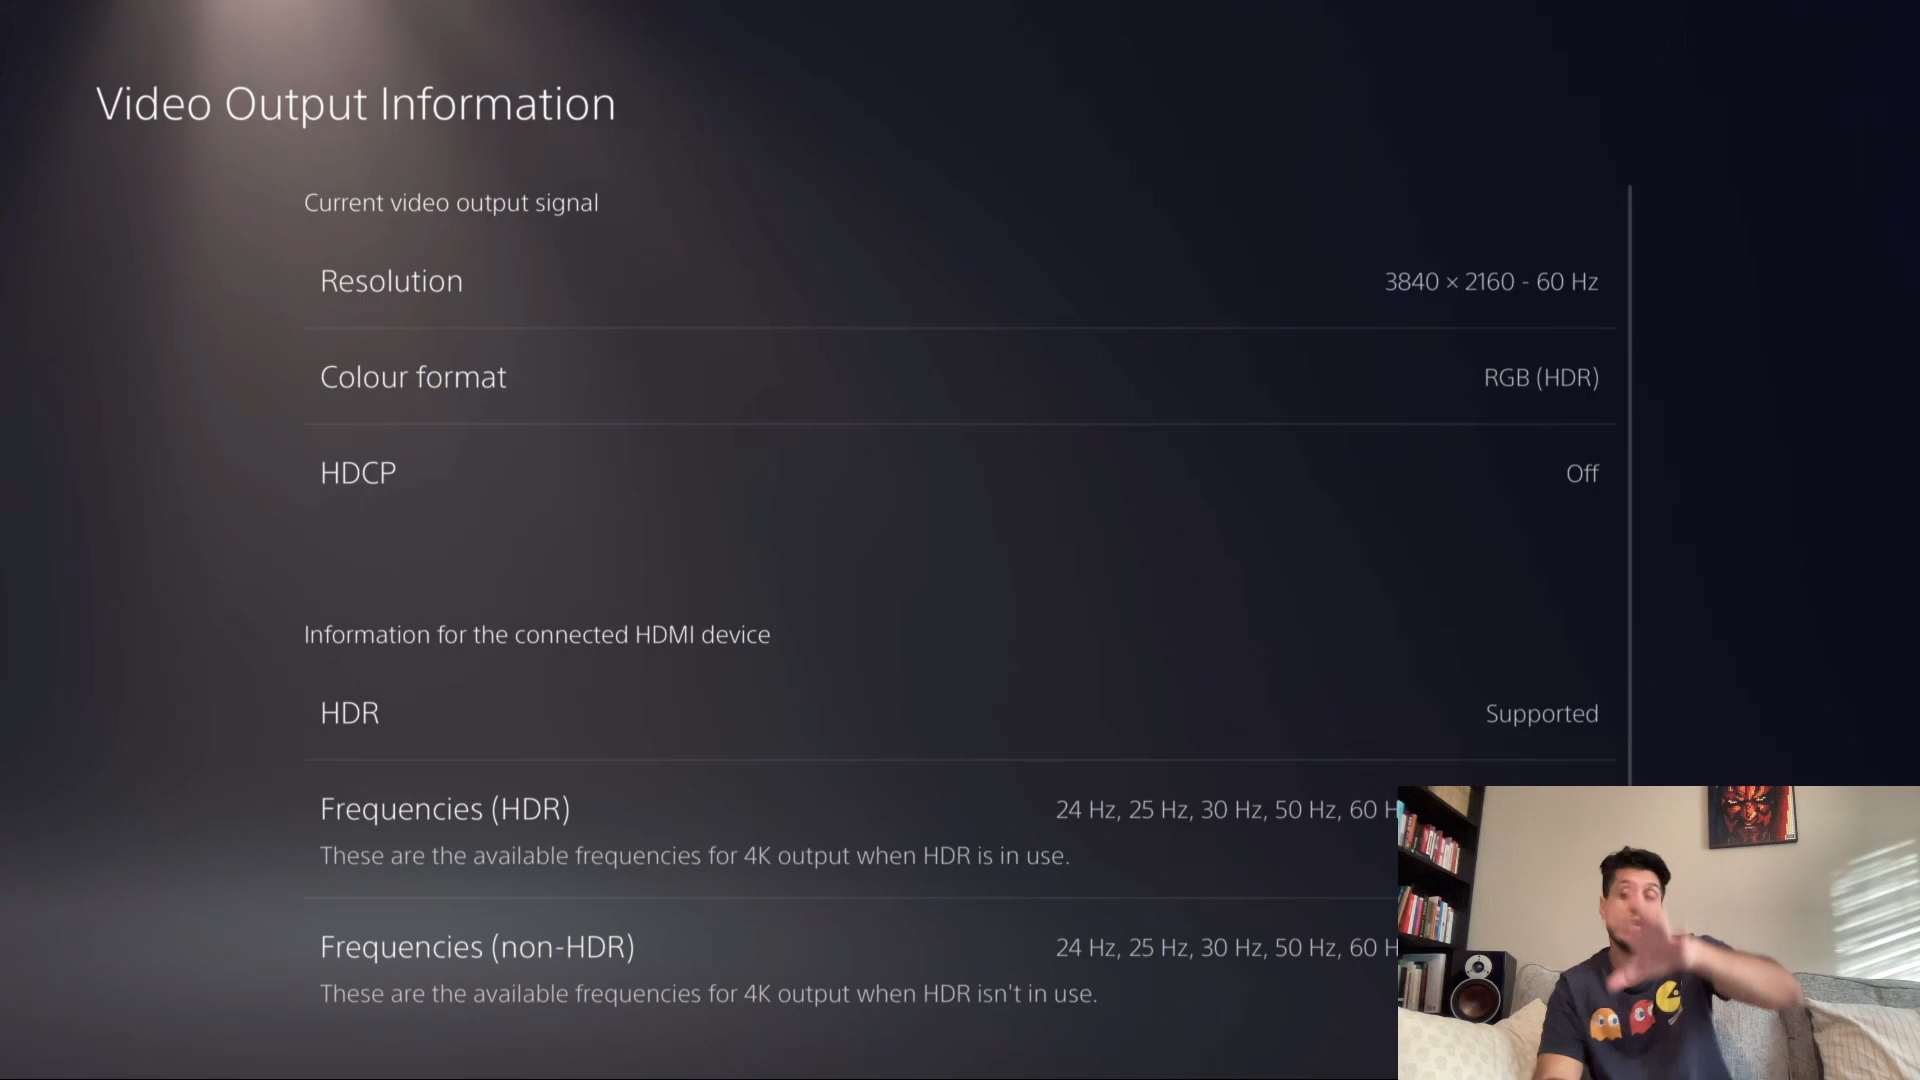 Video Output Information
Current video output signal
Resolution 3840 × 2160 - 60 Hz
Colour format RGB (HDR)
HDCP Off
Information for the connected HDMI device
HDR Supported
Frequencies (HDR) 24 Hz, 25 Hz, 30 Hz, 50 Hz, 60 H
These are the available frequencies for 4K output when HDR is in use.
Frequencies (non-HDR) 24 Hz, 25 Hz, 30 Hz, 50 Hz, 60 H
These are the available frequencies for 4K output when HDR isn't in use.